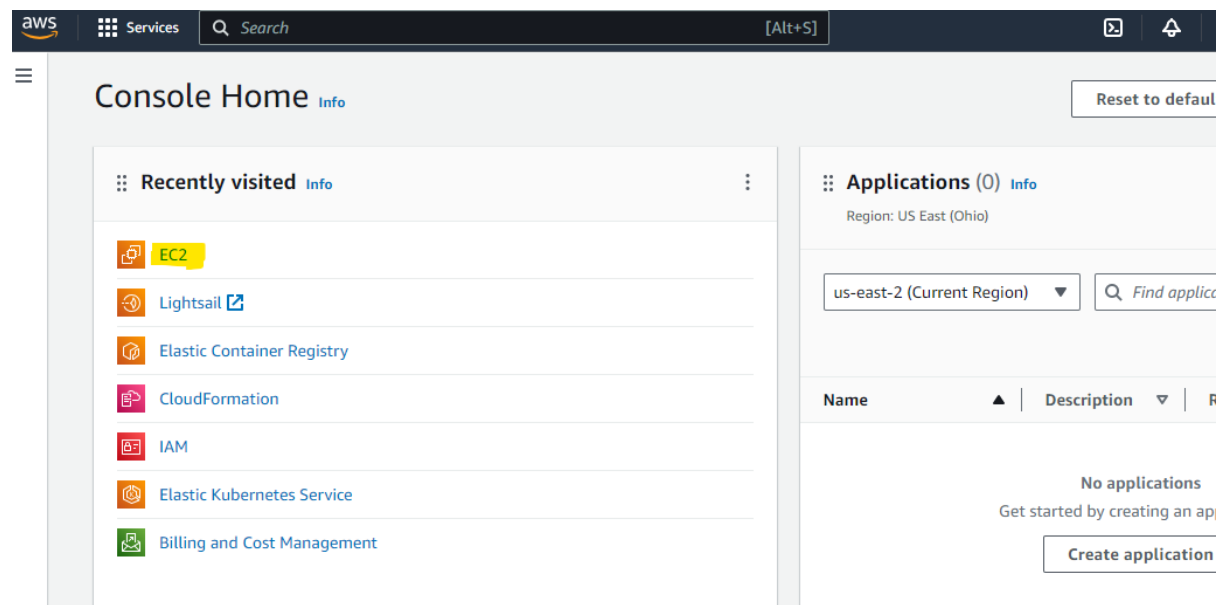 aws
Services
Search
[Alt+S]
Console Home Info
Reset to defaul
Recently visited Info
EC2
Lightsail
Elastic Container Registry
CloudFormation
IAM
Elastic Kubernetes Service
Billing and Cost Management
Applications (0) Info
Region: US East (Ohio)
us-east-2 (Current Region)
Find applica
Name
Description
R
No applications
Get started by creating an app
Create application